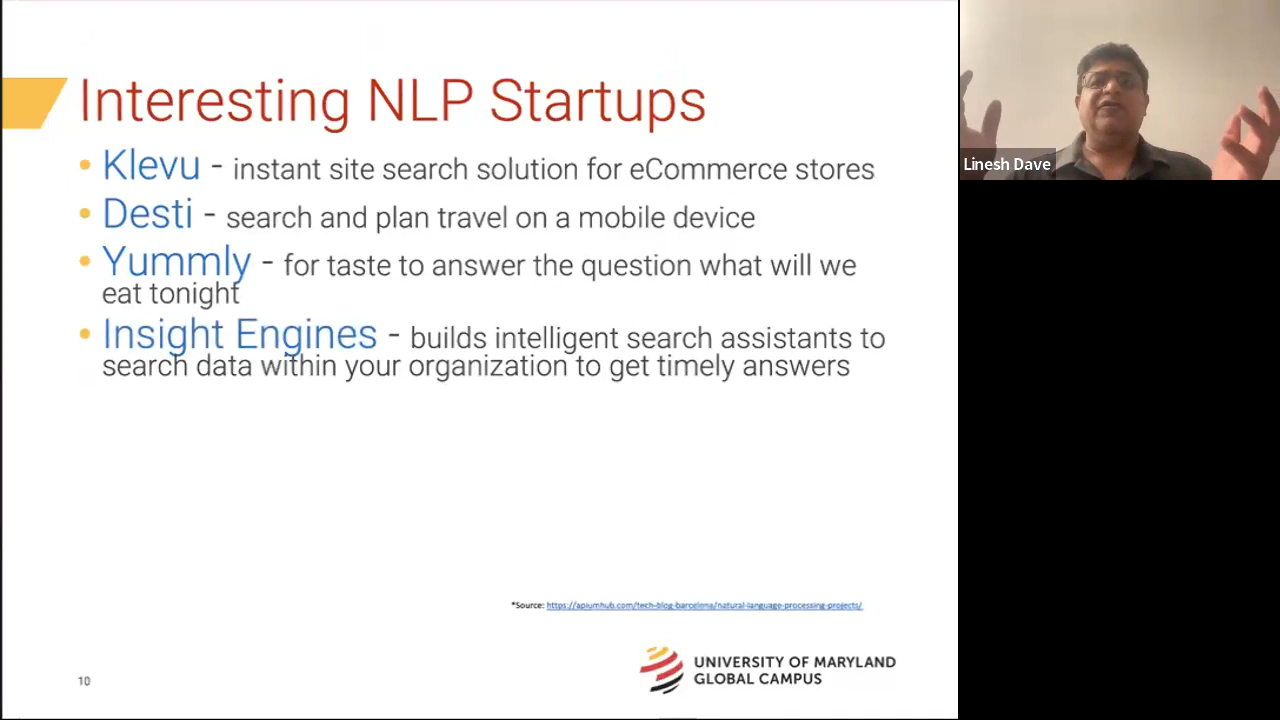 Interesting NLP Startups
• Klevu - instant site search solution for eCommerce stores
• Desti - search and plan travel on a mobile device
• Yummly - for taste to answer the question what will we
eat tonight
• Insight Engines - builds intelligent search assistants to
search data within your organization to get timely answers
*Source: https://apiumhub.com/tech-blog-barcelona/natural-language-processing-projects/
10
UNIVERSITY OF MARYLAND
GLOBAL CAMPUS
Linesh Dave